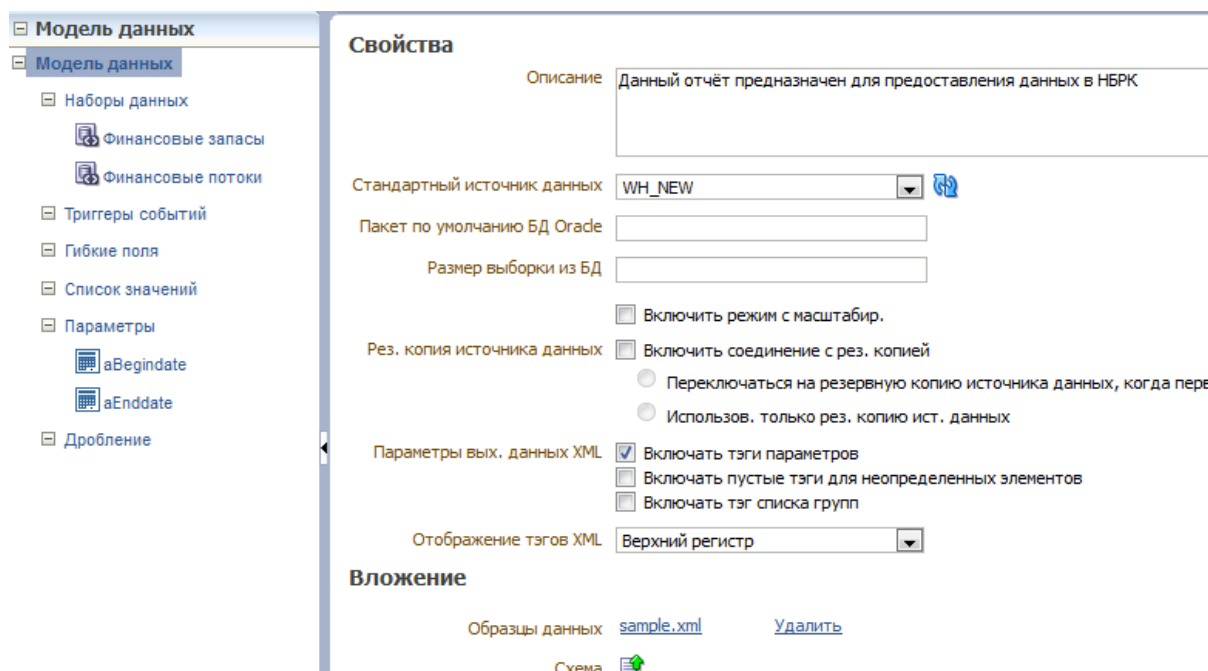 Модель данных
Модель данных
Наборы данных
Финансовые запасы
Финансовые потоки
Триггеры событий
Гибкие поля
Список значений
Параметры
aBegindate
aEnddate
Дробление
Свойства
Описание Данный отчёт предназначен для предоставления данных в НБРК
Стандартный источник данных WH_NEW
Пакет по умолчанию БД Oracle
Размер выборки из БД
Включить режим с масштабир.
Рез. копия источника данных Включить соединение с рез. копией
Переключаться на резервную копию источника данных, когда пере
Использов. только рез. копию ист. данных
Параметры вых. данных XML Включать тэги параметров
Включать пустые тэги для неопределенных элементов
Включать тэг списка групп
Отображение тэгов XML Верхний регистр
Вложение
Образцы данных sample.xml Удалить
Схема